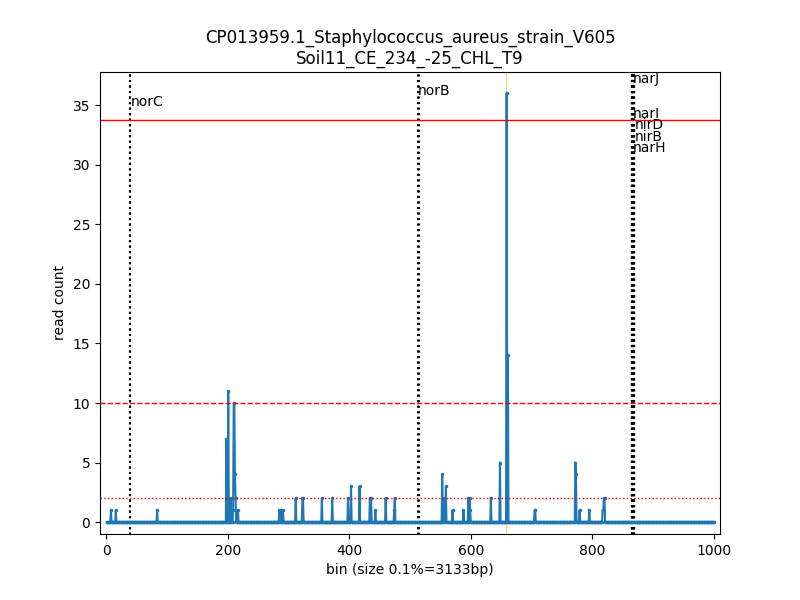 CP013959.1_Staphylococcus_aureus_strain_V605
Soil11_CE_234_-25_CHL_T9
narJ
norB
norC
narI
nirD
nirB
narH
35
30
25
20
15
10
5
0
read count
0 200 400 600 800 1000
bin (size 0.1%=3133bp)